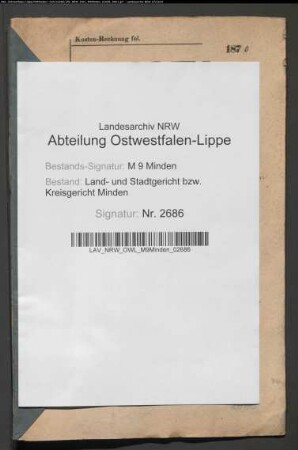 Kosten-Rechnung Bd.
187
Landesarchiv NRW
Abteilung Ostwestfalen-Lippe
Bestands-Signatur: M 9 Minden
Bestand: Land- und Stadtgericht bzw.
Kreisgericht Minden
Signatur: Nr. 2686
LAV_NRW_OWL_M9Minden_02686